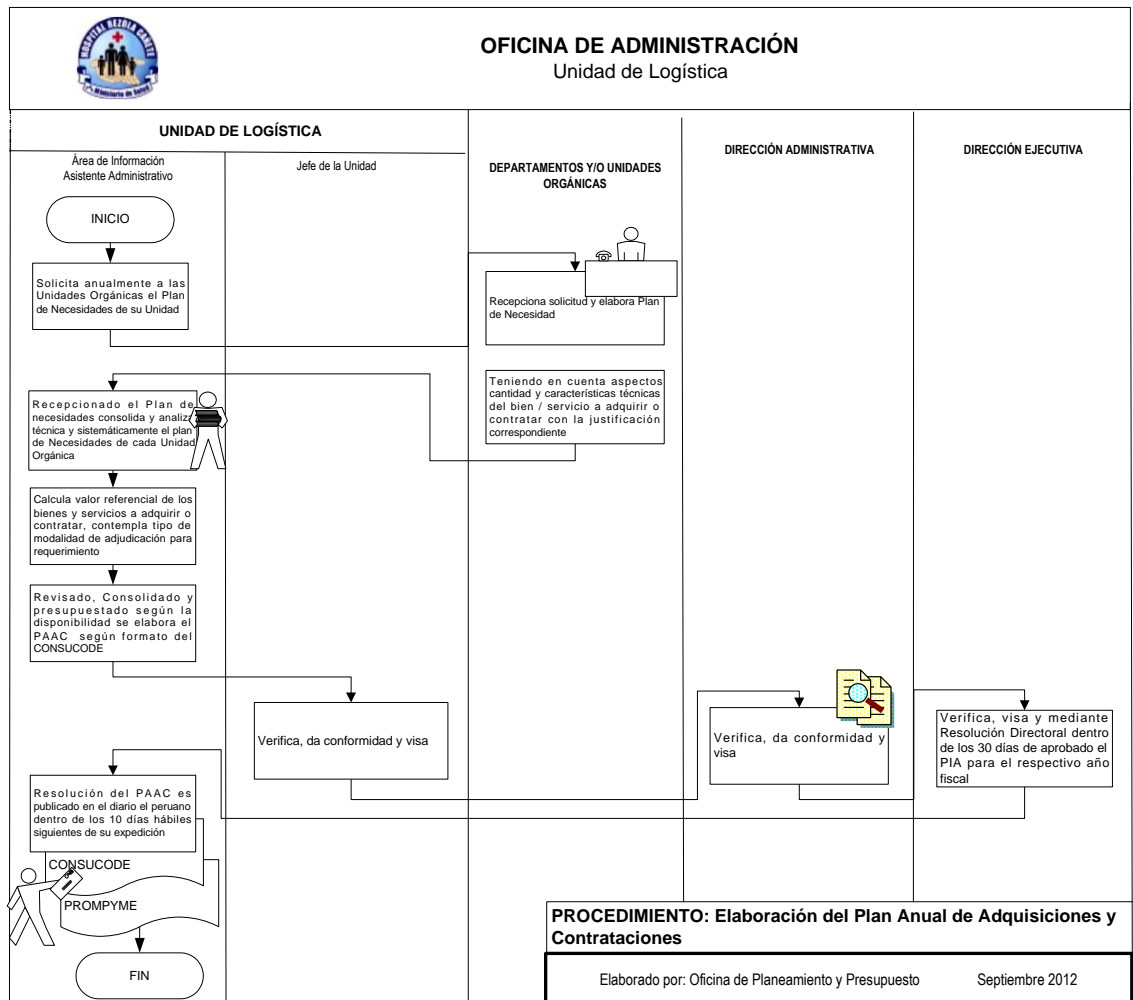 HOSPITAL REZOLA CAÑETE
Ministerio de Salud
OFICINA DE ADMINISTRACIÓN
Unidad de Logística
UNIDAD DE LOGÍSTICA
Área de Información
Asistente Administrativo
Jefe de la Unidad
DEPARTAMENTOS Y/O UNIDADES
ORGÁNICAS
DIRECCIÓN ADMINISTRATIVA
DIRECCIÓN EJECUTIVA
INICIO
Solicita anualmente a las
Unidades Orgánicas el Plan
de Necesidades de su Unidad
Recepciona solicitud y elabora Plan
de Necesidad
Teniendo en cuenta aspectos
cantidad y características técnicas
del bien / servicio a adquirir o
contratar con la justificación
correspondiente
Recepcionado el Plan de
necesidades consolida y analiza
técnica y sistemáticamente el plan
de Necesidades de cada Unidad
Orgánica
Calcula valor referencial de los
bienes y servicios a adquirir o
contratar, contempla tipo de
modalidad de adjudicación para
requerimiento
Revisado, Consolidado y
presupuestado según la
disponibilidad se elabora el
PAAC según formato del
CONSUCODE
Verifica, da conformidad y visa
Verifica, da conformidad y
visa
Verifica, visa y mediante
Resolución Directoral dentro
de los 30 días de aprobado el
PIA para el respectivo año
fiscal
Resolución del PAAC es
publicado en el diario el peruano
dentro de los 10 días hábiles
siguientes de su expedición
CONSUCODE
PROMPYME
FIN
PROCEDIMIENTO: Elaboración del Plan Anual de Adquisiciones y
Contrataciones
Elaborado por: Oficina de Planeamiento y Presupuesto Septiembre 2012